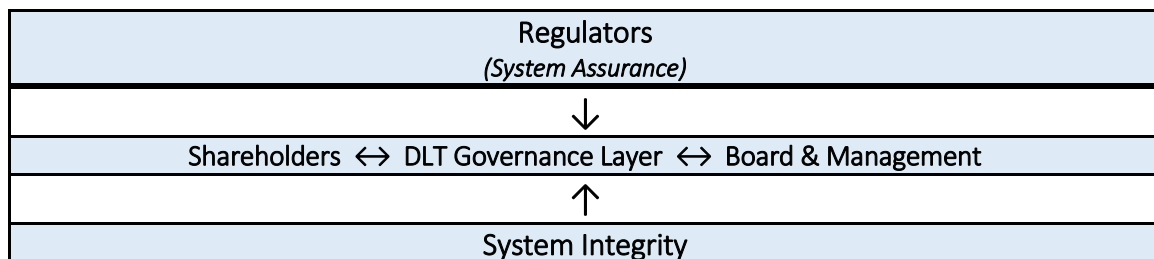 Regulators
(System Assurance)
↓
Shareholders ↔ DLT Governance Layer ↔ Board & Management
↑
System Integrity